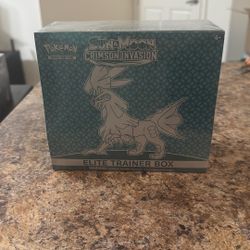 Pokémon
SUN & MOON
CRIMSON INVASION
ELITE TRAINER BOX